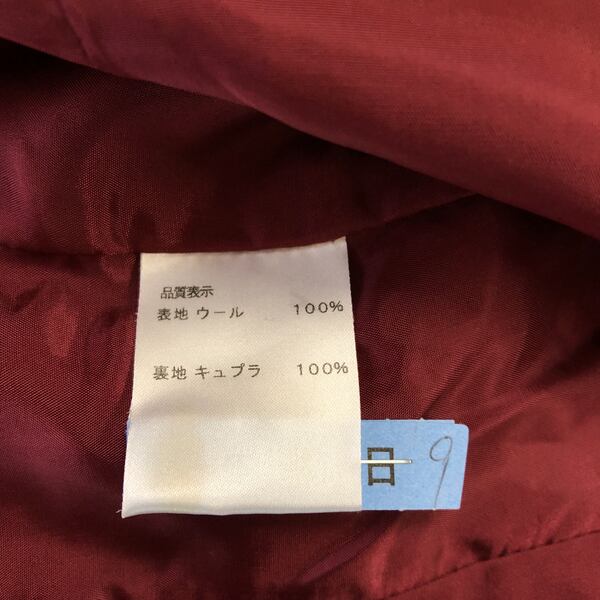 品質表示
表地 ウール 100%
裏地 キュプラ 100%
日 9